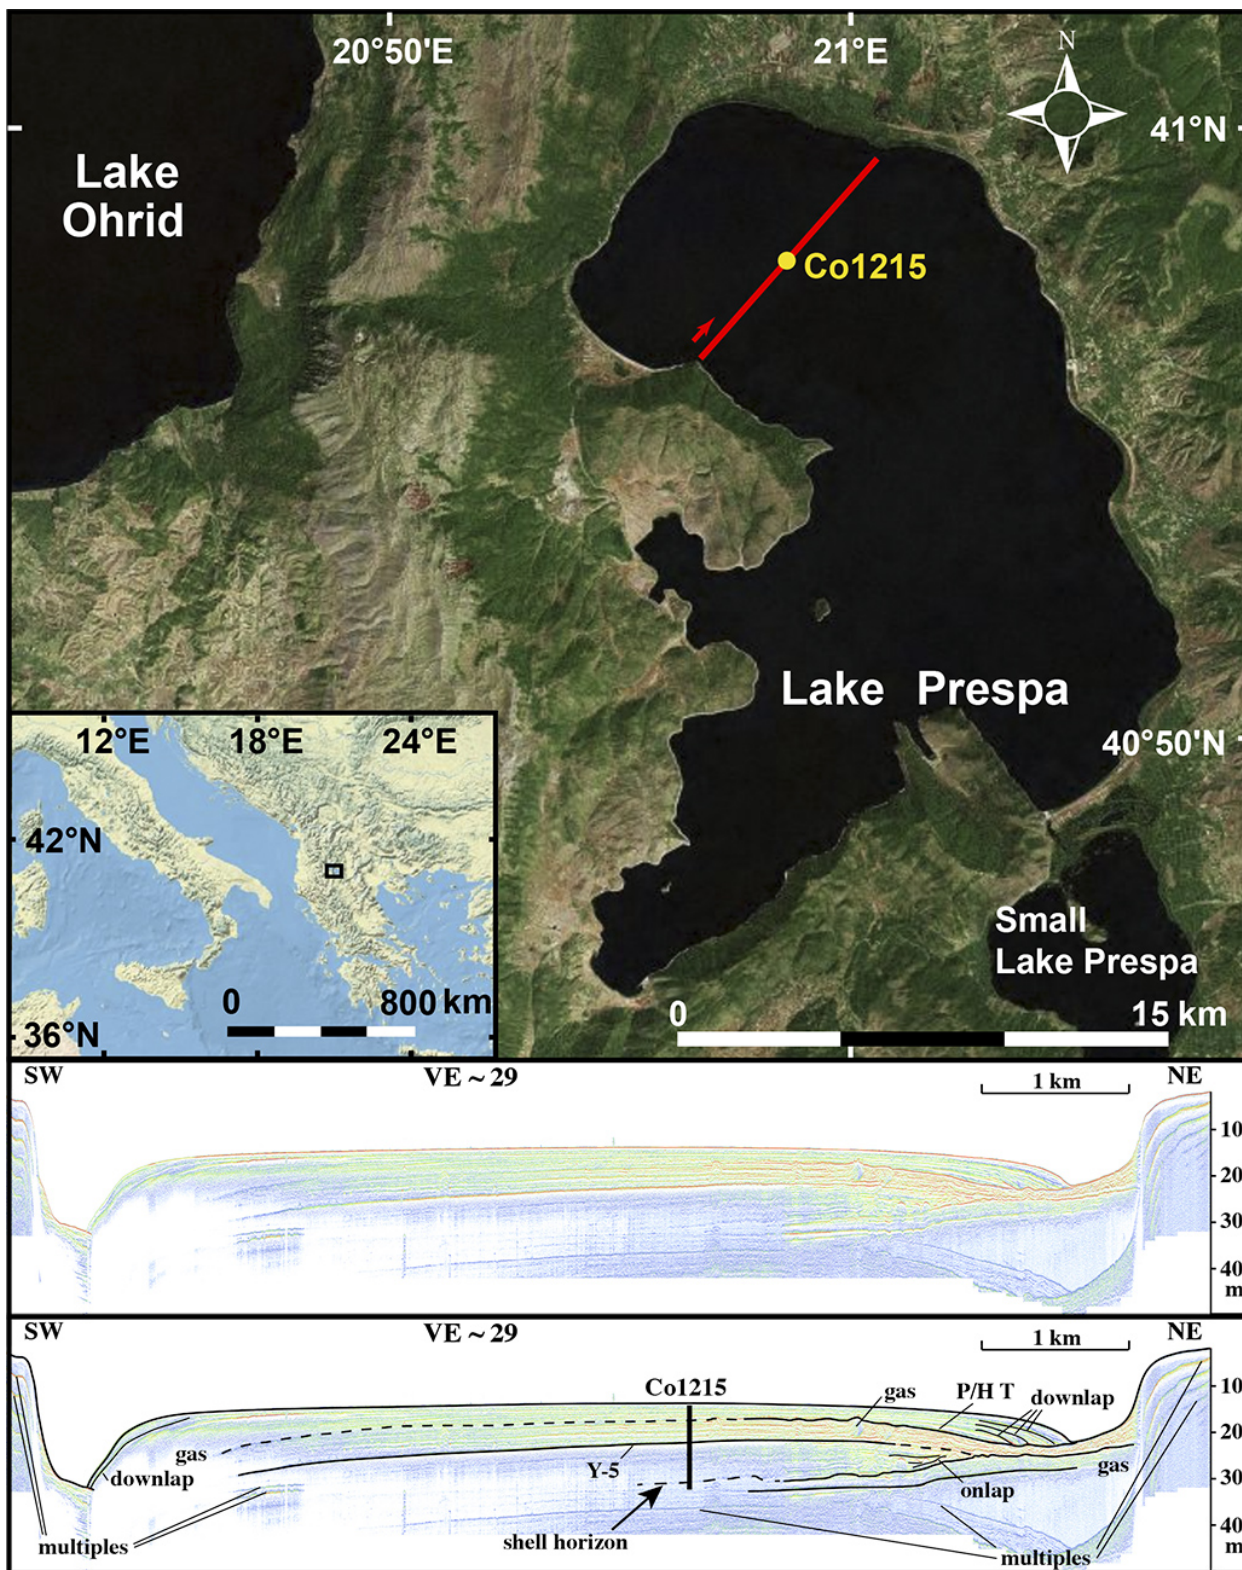 20°50'E
21°E
N
41°N
Lake
Ohrid
Co1215
Lake Prespa
40°50'N
12°E
18°E
24°E
42°N
36°N
0
800 km
Small
Lake Prespa
0
15 km
SW
VE ~ 29
1 km
NE
10
20
30
40
m
SW
VE ~ 29
1 km
NE
Co1215
gas
P/H T
downlap
10
20
gas
downlap
Y-5
gas
onlap
30
shell horizon
multiples
multiples
40
m